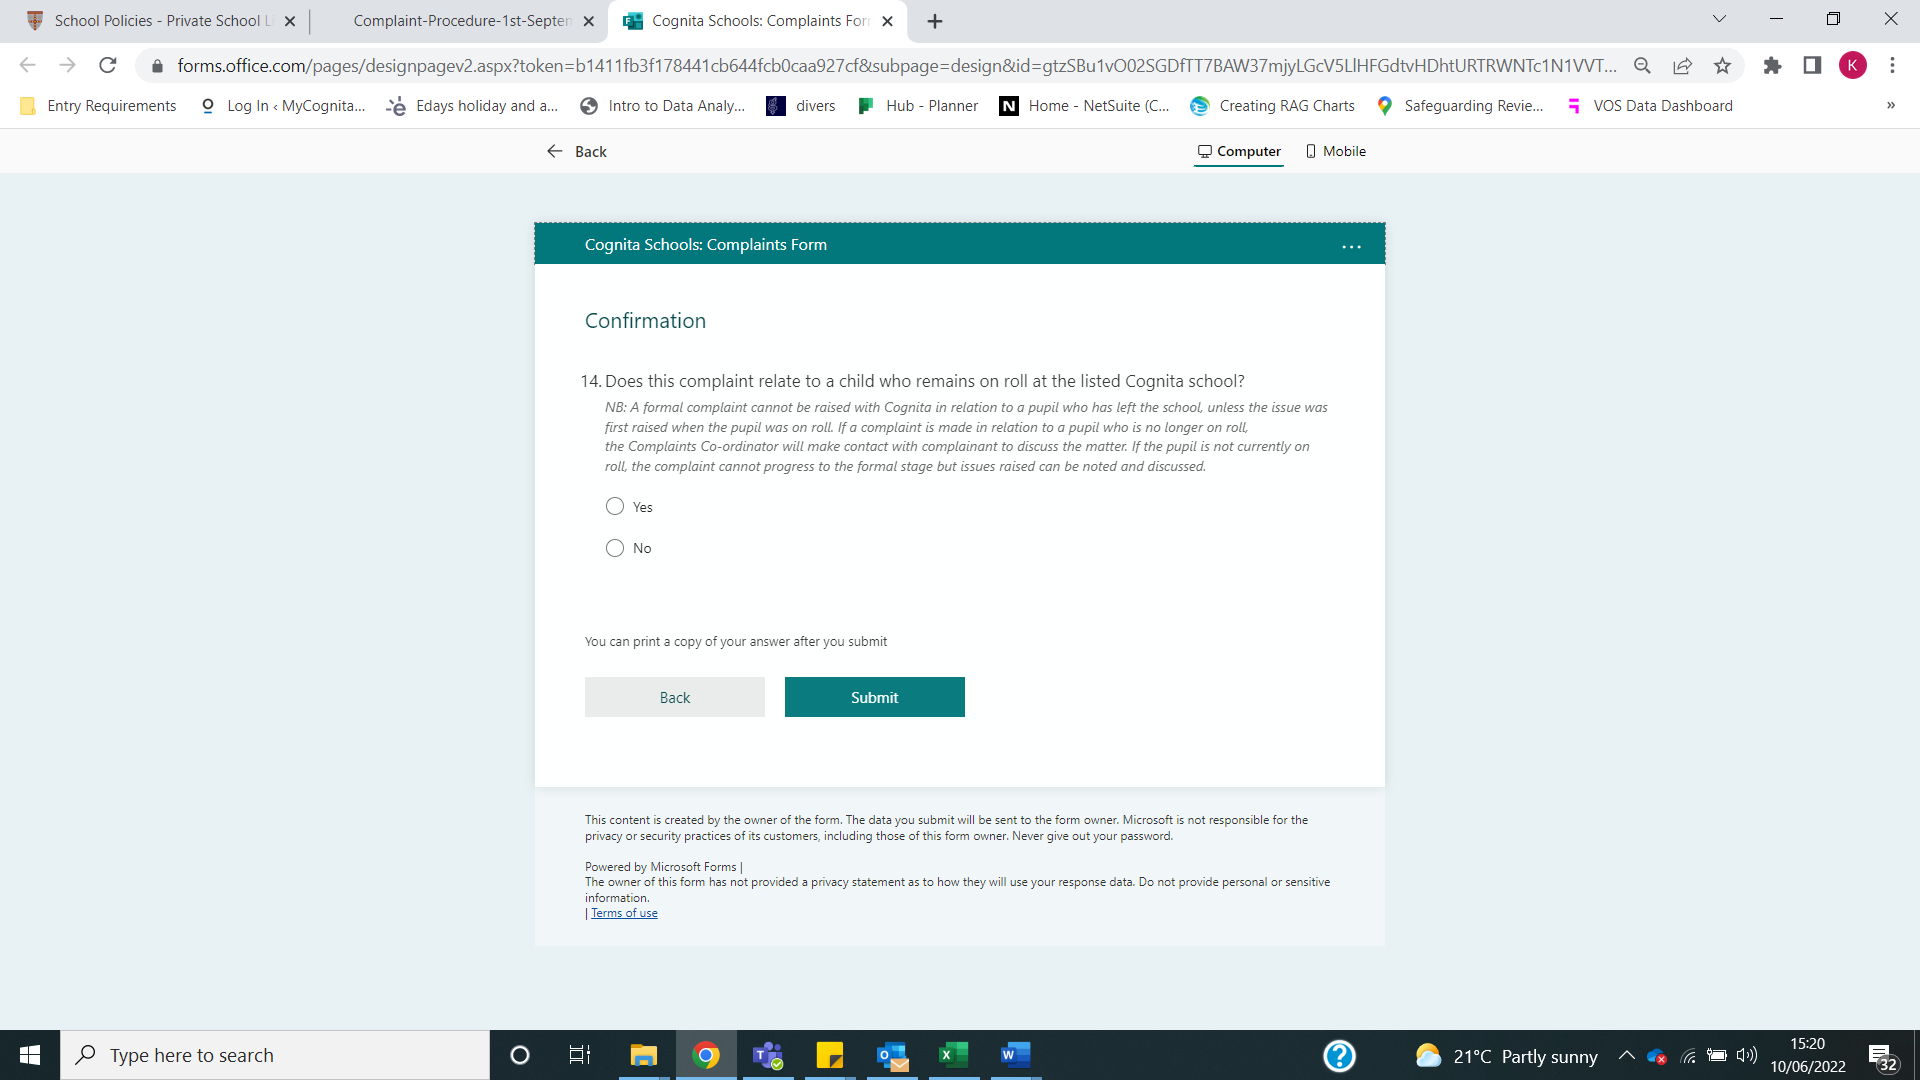 School Policies - Private School L
Complaint-Procedure-1st-Septem
Cognita Schools: Complaints For
forms.office.com/pages/designpagev2.aspx?token=b1411fb3f178441cb644fcb0caa927cf&subpage=design&id=gtzSBu1vO02SGDfTT7BAW37mjyLGcV5LlHFGdtvHDhtURTRWNTc1N1VVT...
K
Entry Requirements
Log In ‹ MyCognita...
Edays holiday and a...
Intro to Data Analy...
divers
Hub - Planner
N Home - NetSuite (C...
Creating RAG Charts
Safeguarding Revie...
VOS Data Dashboard
»
Back
Computer
Mobile
Cognita Schools: Complaints Form
...
Confirmation
14. Does this complaint relate to a child who remains on roll at the listed Cognita school?
NB: A formal complaint cannot be raised with Cognita in relation to a pupil who has left the school, unless the issue was
first raised when the pupil was on roll. If a complaint is made in relation to a pupil who is no longer on roll,
the Complaints Co-ordinator will make contact with complainant to discuss the matter. If the pupil is not currently on
roll, the complaint cannot progress to the formal stage but issues raised can be noted and discussed.
Yes
No
You can print a copy of your answer after you submit
Back
Submit
This content is created by the owner of the form. The data you submit will be sent to the form owner. Microsoft is not responsible for the
privacy or security practices of its customers, including those of this form owner. Never give out your password.
Powered by Microsoft Forms |
The owner of this form has not provided a privacy statement as to how they will use your response data. Do not provide personal or sensitive
information.
| Terms of use
Type here to search
21°C Partly sunny
15:20
10/06/2022
32